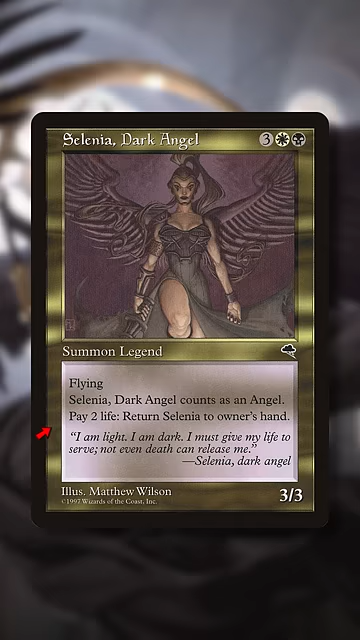 Selenia, Dark Angel 3
Summon Legend
Flying
Selenia, Dark Angel counts as an Angel.
Pay 2 life: Return Selenia to owner's hand.
"I am light. I am dark. I must give my life to
serve; not even death can release me."
—Selenia, dark angel
Illus. Matthew Wilson
©1997 Wizards of the Coast, Inc.
3/3